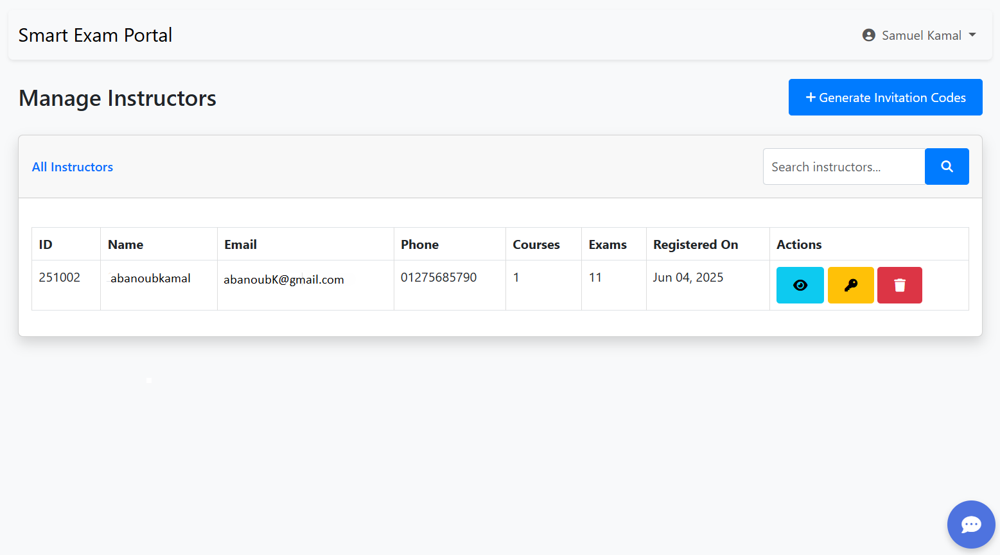 Smart Exam Portal
Samuel Kamal
Manage Instructors
+ Generate Invitation Codes
All Instructors
Search instructors...
ID Name Email Phone Courses Exams Registered On Actions
251002 abanoubkamal abanoubK@gmail.com 01275685790 1 11 Jun 04, 2025